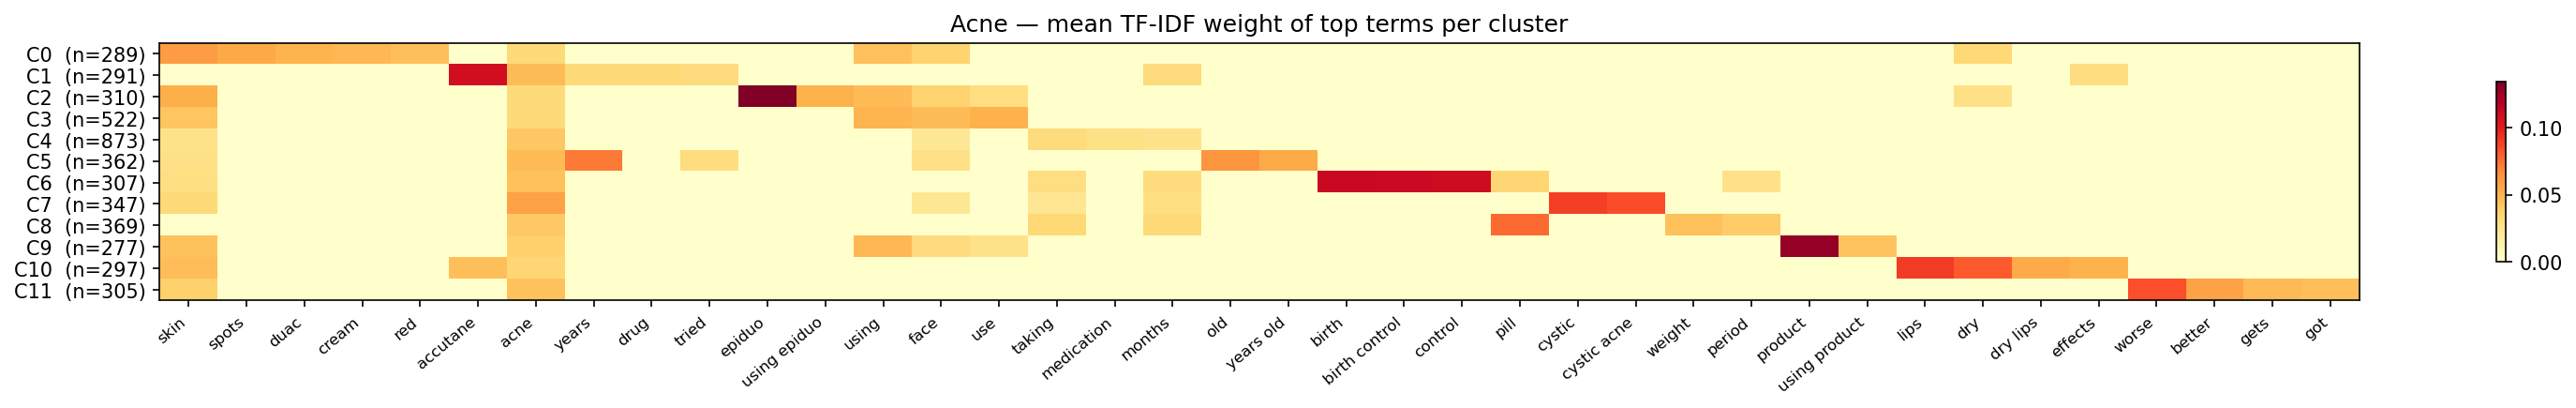 Acne — mean TF-IDF weight of top terms per cluster
C0 (n=289)
C1 (n=291)
C2 (n=310)
C3 (n=522)
C4 (n=873)
C5 (n=362)
C6 (n=307)
C7 (n=347)
C8 (n=369)
C9 (n=277)
C10 (n=297)
C11 (n=305)
skin
spots
duac
cream
red
accutane
acne
years
drug
tried
epiduo
using epiduo
using
face
use
taking
medication
months
old
years old
birth
birth control
control
pill
cystic
cystic acne
weight
period
product
using product
lips
dry
dry lips
effects
worse
better
gets
got
0.10
0.05
0.00